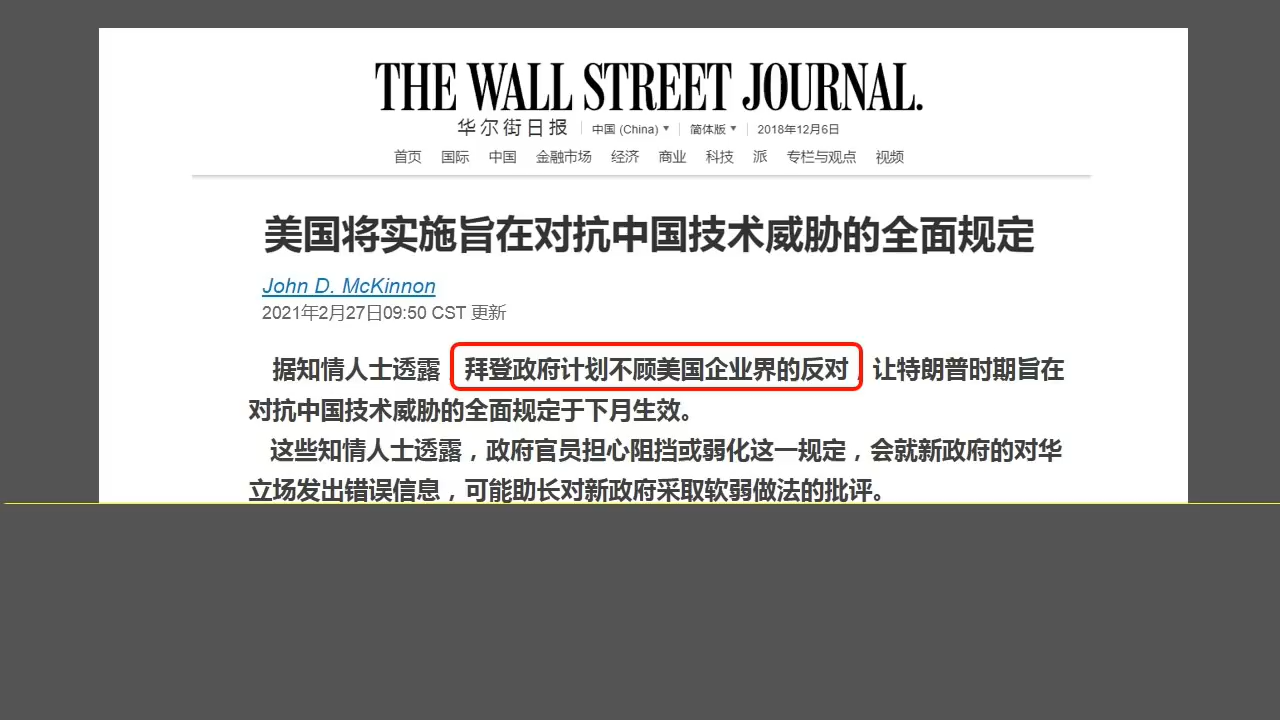 THE WALL STREET JOURNAL.
华尔街日报 中国 (China) 简体版 2018年12月6日
首页 国际 中国 金融市场 经济 商业 科技 派 专栏与观点 视频
美国将实施旨在对抗中国技术威胁的全面规定
John D. McKinnon
2021年2月27日09:50 CST 更新
据知情人士透露 拜登政府计划不顾美国企业界的反对，让特朗普时期旨在
对抗中国技术威胁的全面规定于下月生效。
这些知情人士透露，政府官员担心阻挡或弱化这一规定，会就新政府的对华
立场发出错误信息，可能助长对新政府采取软弱做法的批评。